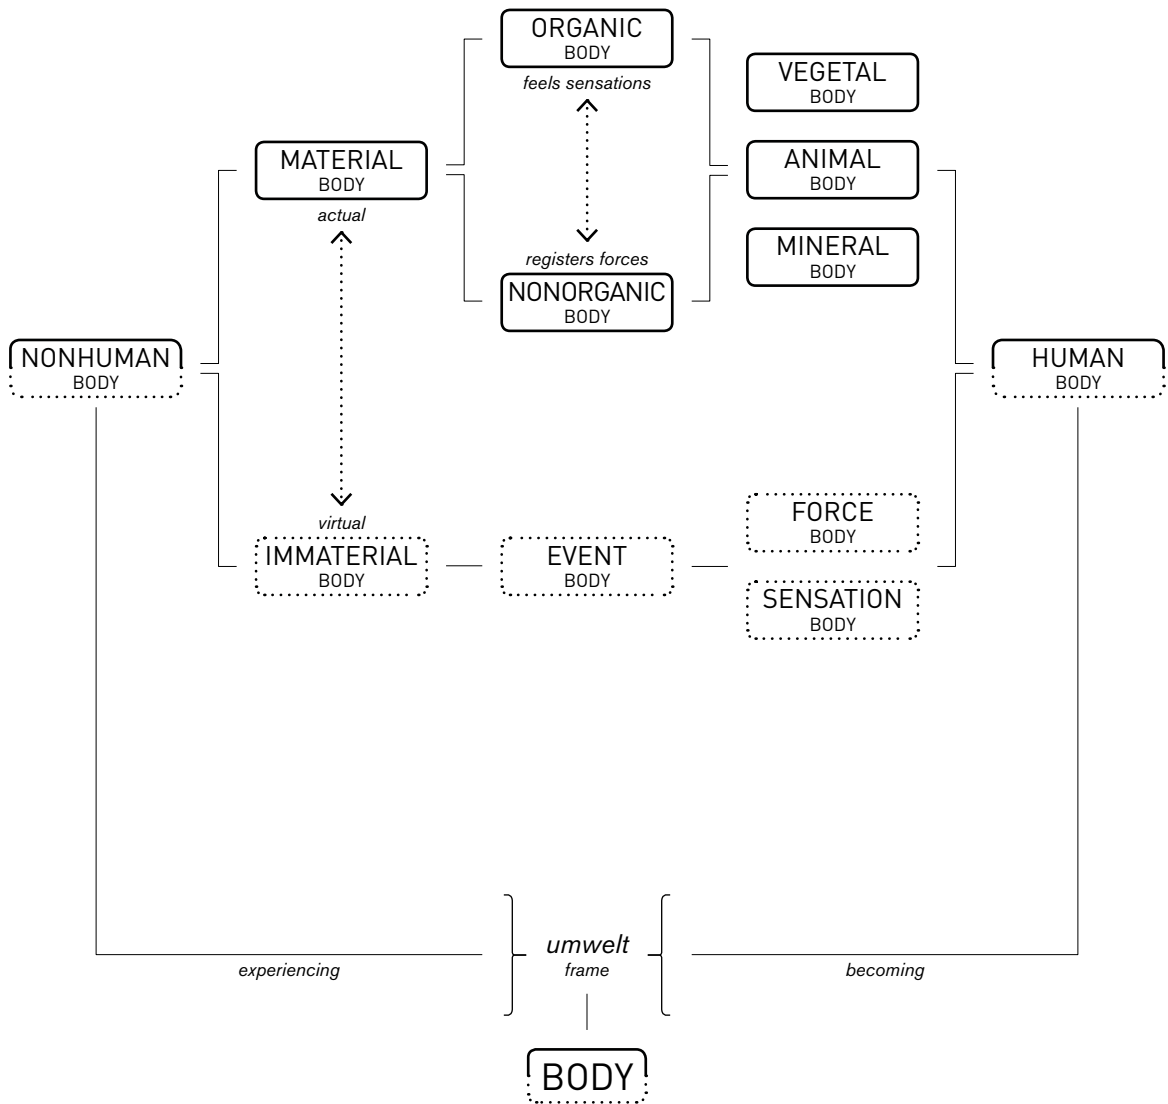 ORGANIC
BODY
feels sensations
VEGETAL
BODY
MATERIAL
BODY
actual
ANIMAL
BODY
registers forces
NONORGANIC
BODY
MINERAL
BODY
NONHUMAN
BODY
HUMAN
BODY
virtual
IMMATERIAL
BODY
EVENT
BODY
FORCE
BODY
SENSATION
BODY
umwelt
frame
experiencing
becoming
BODY